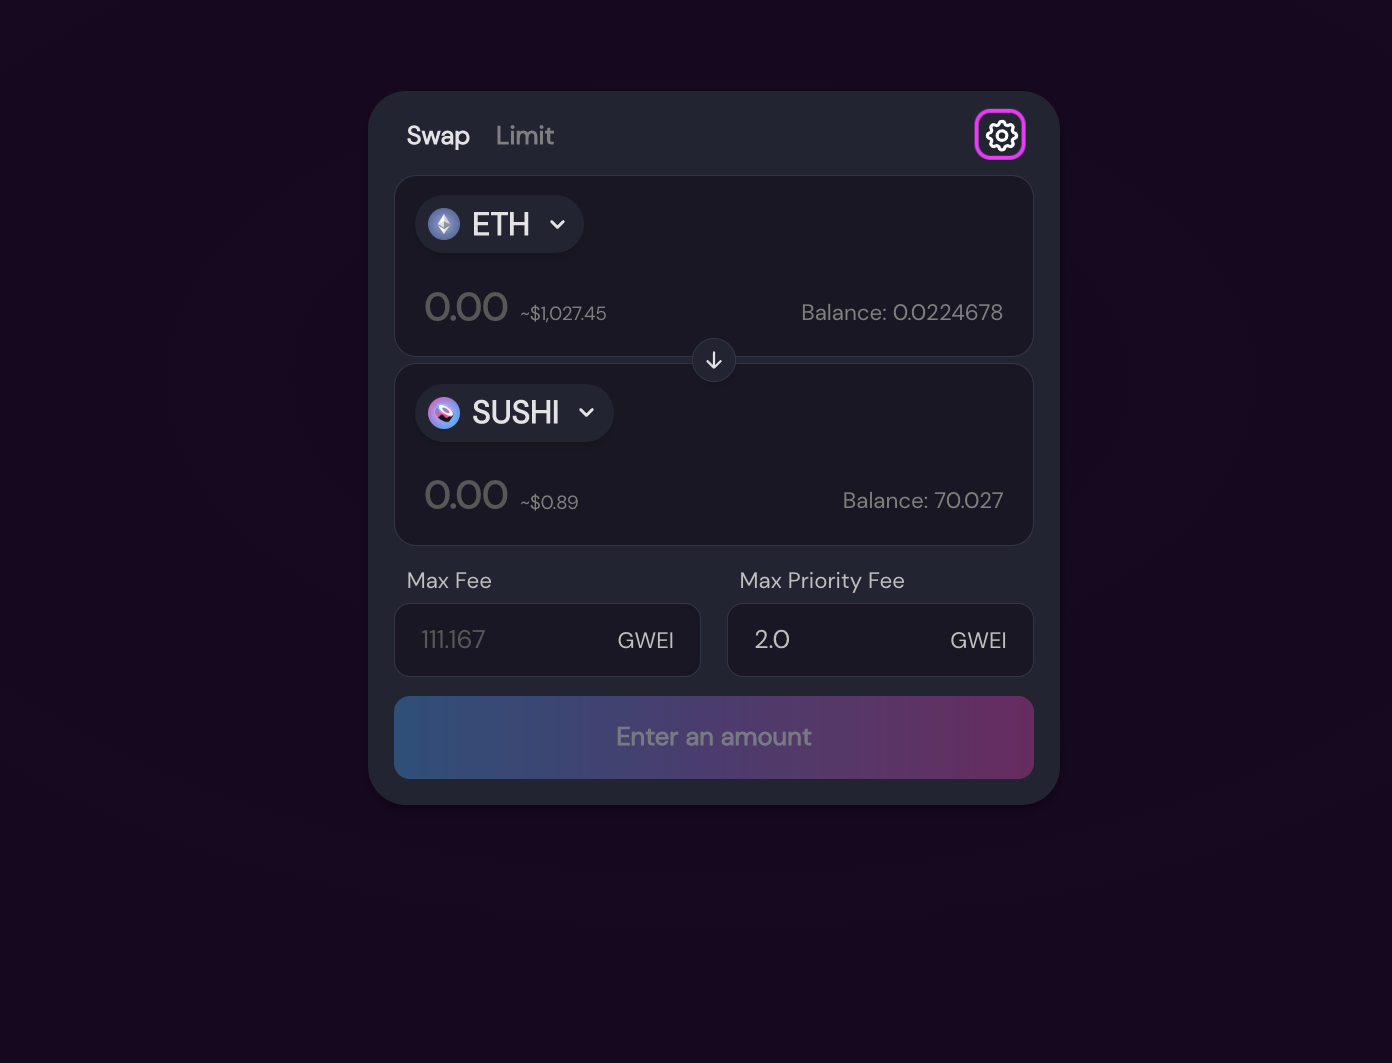 Swap Limit
ETH
0.00 ~$1,027.45 Balance: 0.0224678
SUSHI
0.00 ~$0.89 Balance: 70.027
Max Fee Max Priority Fee
111.167 GWEI 2.0 GWEI
Enter an amount